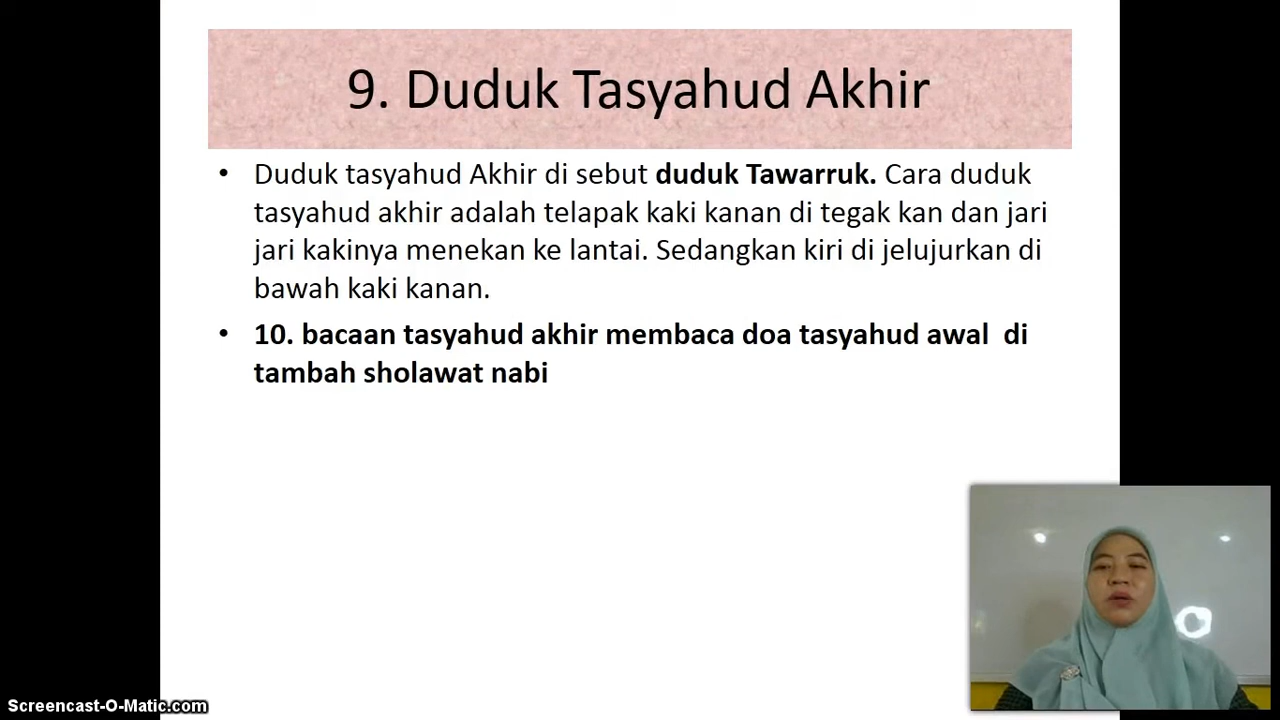 9. Duduk Tasyahud Akhir
• Duduk tasyahud Akhir di sebut duduk Tawarruk. Cara duduk
tasyahud akhir adalah telapak kaki kanan di tegak kan dan jari
jari kakinya menekan ke lantai. Sedangkan kiri di jelujurkan di
bawah kaki kanan.
• 10. bacaan tasyahud akhir membaca doa tasyahud awal di
tambah sholawat nabi
Screencast-O-Matic.com